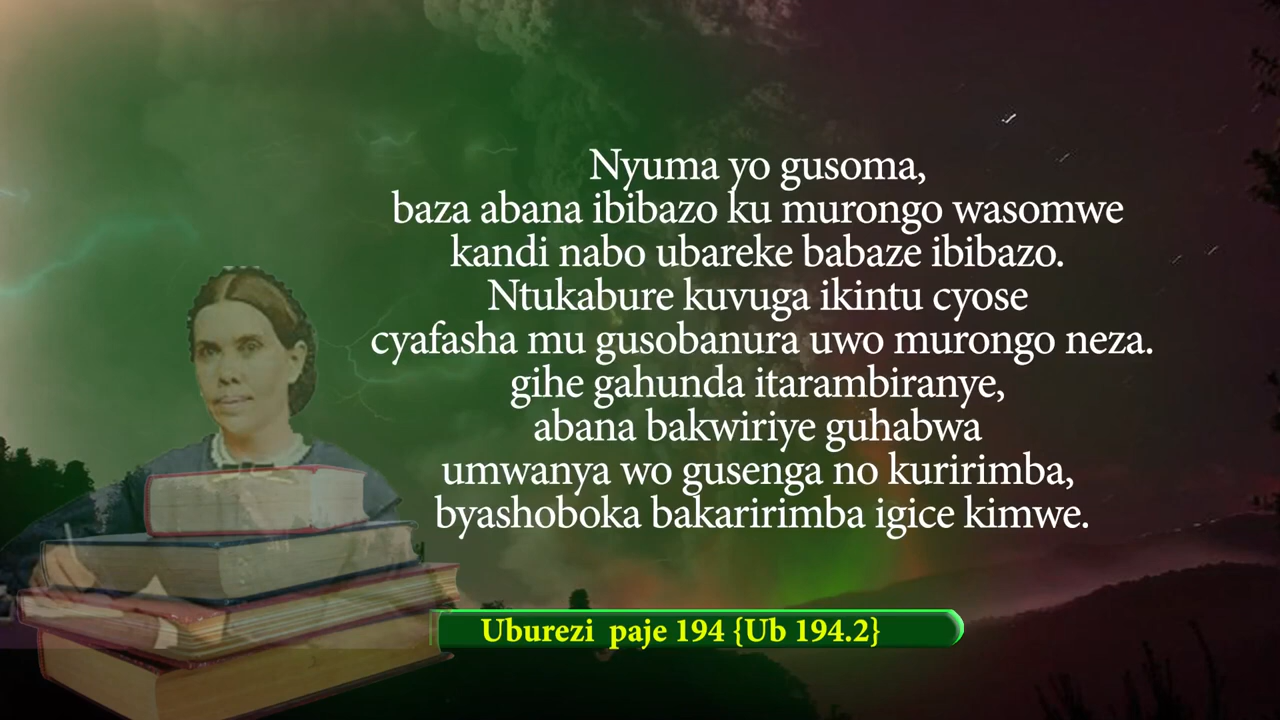 Nyuma yo gusoma,
baza abana ibibazo ku murongo wasomwe
kandi nabo ubareke babaze ibibazo.
Ntukabure kuvuga ikintu cyose
cyafasha mu gusobanura uwo murongo neza.
gihe gahunda itarambiranye,
abana bakwiriye guhabwa
umwanya wo gusenga no kuririmba,
byashoboka bakaririmba igice kimwe.
Uburezi paje 194 {Ub 194.2}